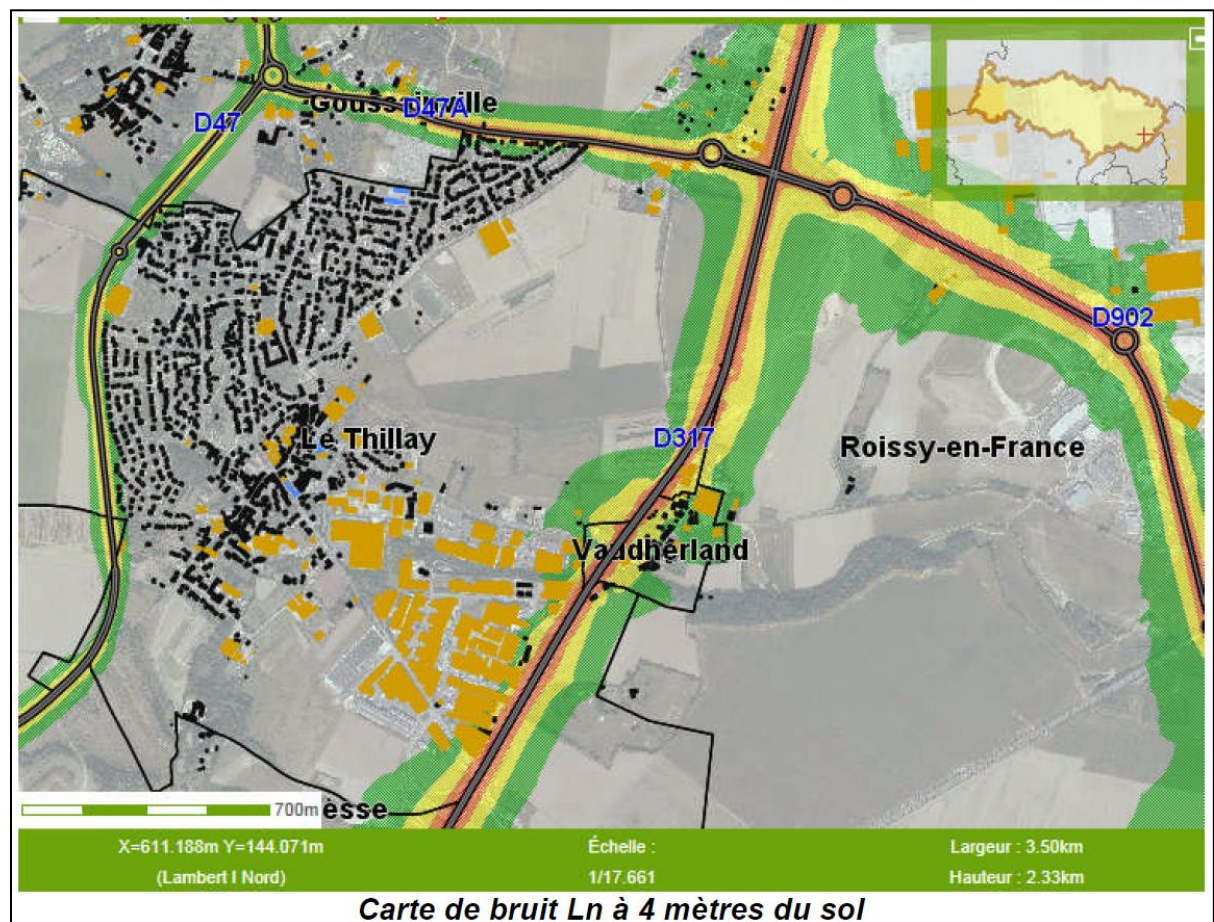 Goussainville
D47
D47A
D902
Le Thillay
D317
Roissy-en-France
Vaudherland
700m
esse
X=611.188m Y=144.071m
Échelle :
Largeur : 3.50km
(Lambert I Nord)
1/17.661
Hauteur : 2.33km
Carte de bruit Ln à 4 mètres du sol